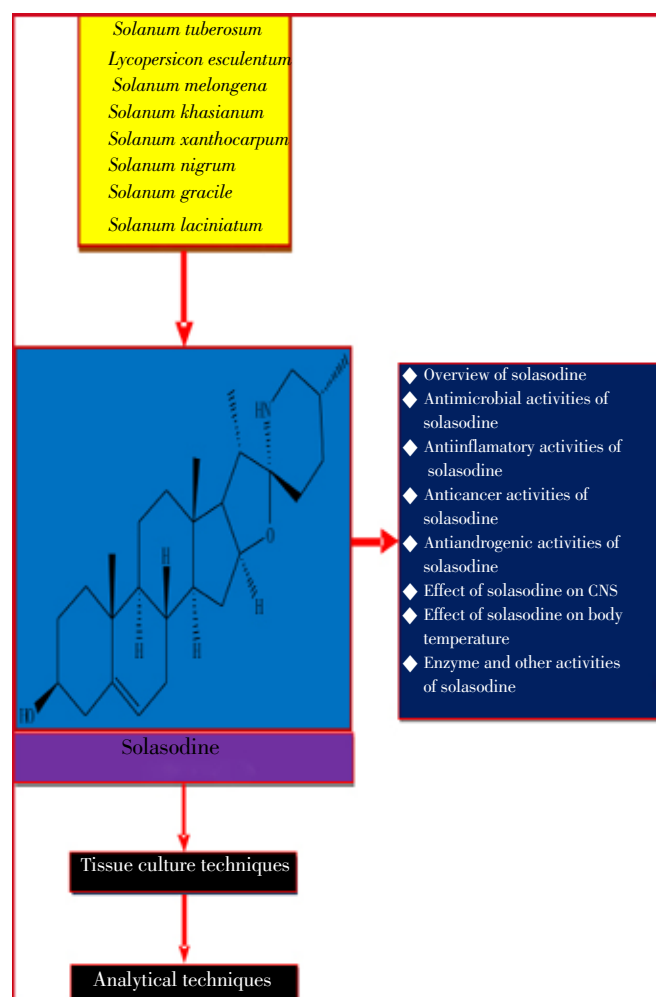 Solanum tuberosum
Lycopersicon esculentum
Solanum melongena
Solanum khasianum
Solanum xanthocarpum
Solanum nigrum
Solanum gracile
Solanum laciniatum
HN
O
H
H
H
H
HO
Solasodine
◆ Overview of solasodine
◆ Antimicrobial activities of
solasodine
◆ Antiinflamatory activities of
solasodine
◆ Anticancer activities of
solasodine
◆ Antiandrogenic activities of
solasodine
◆ Effect of solasodine on CNS
◆ Effect of solasodine on body
temperature
◆ Enzyme and other activities
of solasodine
Tissue culture techniques
Analytical techniques